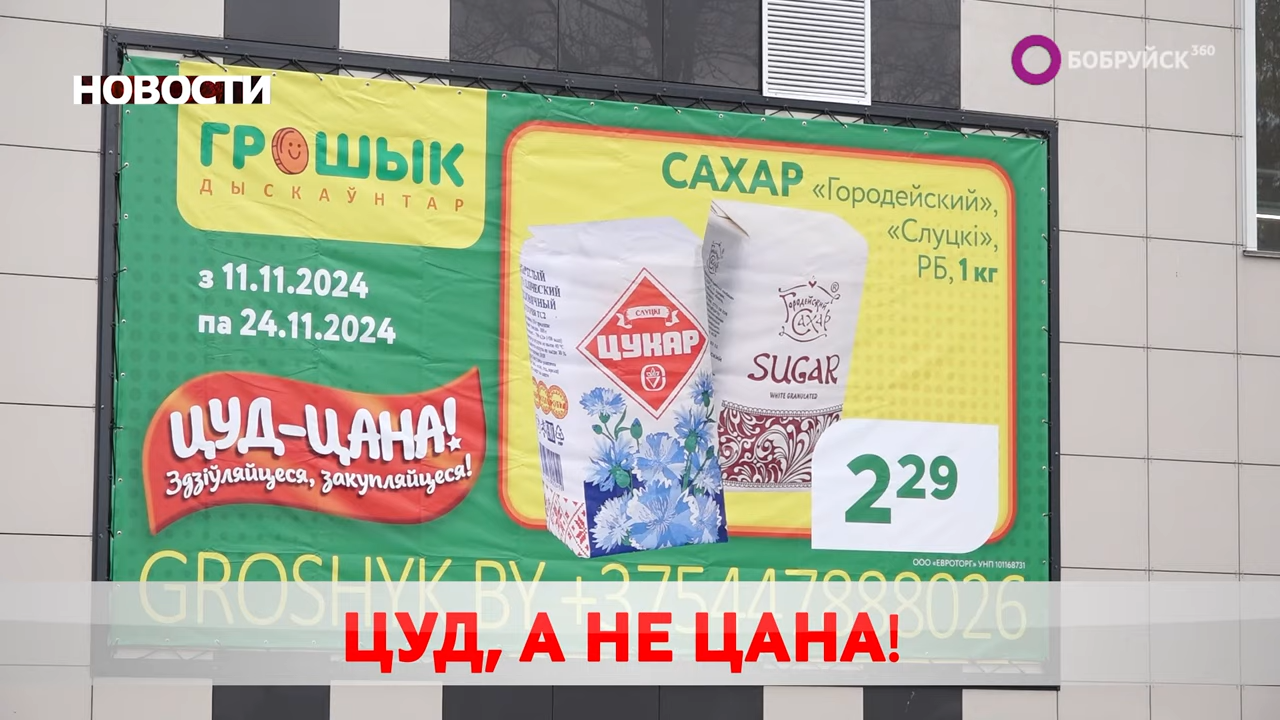 НОВОСТИ
БОБРУЙСК 360
ГРОШЫК
ДЫСКАЎНТАР
з 11.11.2024
па 24.11.2024
ЦУД-ЦАНА!
Здзіўляйцеся, закупляйцеся!
САХАР «Городейский»,
«Слуцкі»,
РБ, 1 кг
СЛУЦКІ
ЦУКАР
Городейский
Сахар
SUGAR
WHITE GRANULATED
2 29
ООО «ЕВРОТОРГ» УНП 101168731
GROSHYK.BY +375447888026
ЦУД, А НЕ ЦАНА!